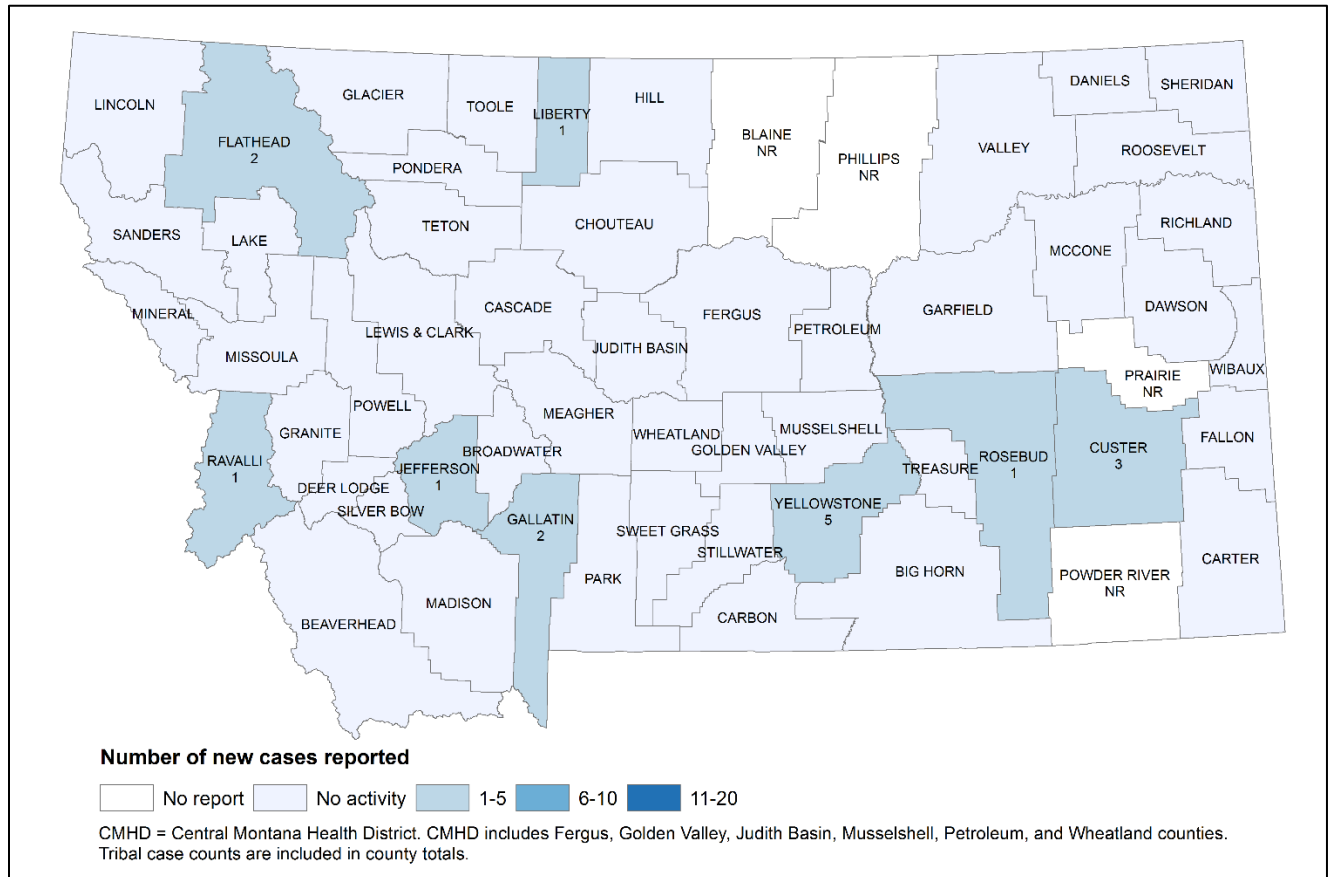 LINCOLN
FLATHEAD
2
GLACIER
TOOLE
LIBERTY
1
HILL
BLAINE
NR
PHILLIPS
NR
VALLEY
DANIELS
SHERIDAN
ROOSEVELT
PONDERA
TETON
CHOUTEAU
SANDERS
LAKE
RICHLAND
MCCONE
DAWSON
MINERAL
MISSOULA
LEWIS & CLARK
CASCADE
JUDITH BASIN
FERGUS
PETROLEUM
GARFIELD
PRAIRIE
NR
WIBAUX
POWELL
GRANITE
RAVALLI
1
DEER LODGE
SILVER BOW
JEFFERSON
1
BROADWATER
MEAGHER
WHEATLAND
GOLDEN VALLEY
MUSSELSHELL
TREASURE
ROSEBUD
1
CUSTER
3
FALLON
GALLATIN
2
PARK
SWEET GRASS
STILLWATER
YELLOWSTONE
5
BIG HORN
POWDER RIVER
NR
CARTER
BEAVERHEAD
MADISON
CARBON
Number of new cases reported
No report No activity 1-5 6-10 11-20
CMHD = Central Montana Health District. CMHD includes Fergus, Golden Valley, Judith Basin, Musselshell, Petroleum, and Wheatland counties.
Tribal case counts are included in county totals.